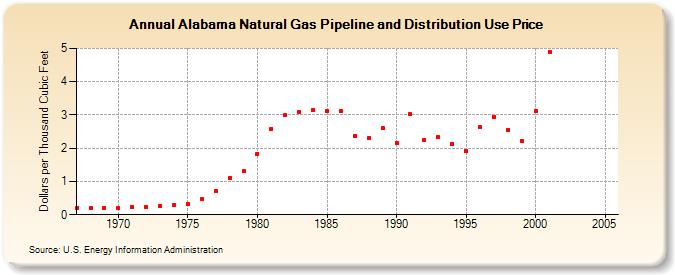 Annual Alabama Natural Gas Pipeline and Distribution Use Price
Dollars per Thousand Cubic Feet
5
4
3
2
1
0
1970 1975 1980 1985 1990 1995 2000 2005
Source: U.S. Energy Information Administration